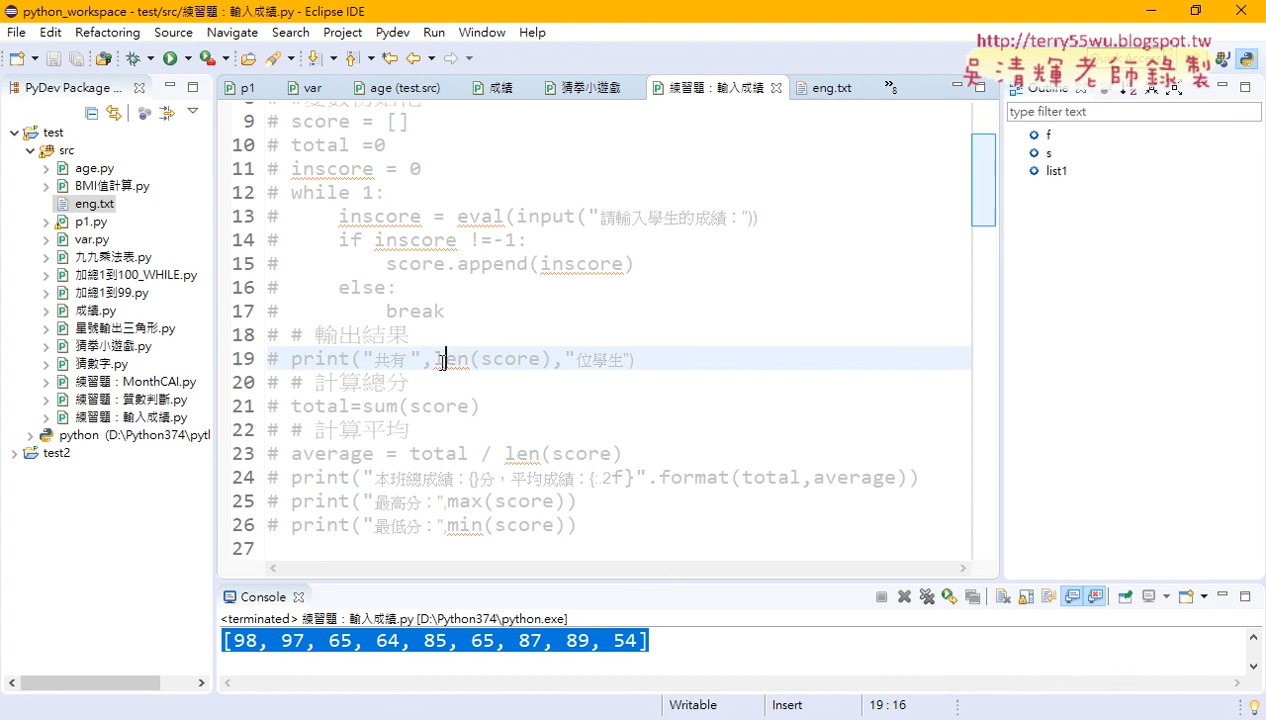 python_workspace - test/src/練習題：輸入成績.py - Eclipse IDE
File Edit Refactoring Source Navigate Search Project Pydev Run Window Help
http://terry55wu.blogspot.tw
吳清輝老師錄製
PyDev Package ...
p1 var age (test.src) 成績 猜拳小遊戲 練習題：輸入成績 eng.txt »8
Outline
type filter text
f
s
list1
test
src
age.py
BMI值計算.py
eng.txt
p1.py
var.py
九九乘法表.py
加總1到100_WHILE.py
加總1到99.py
成績.py
星號輸出三角形.py
猜拳小遊戲.py
猜數字.py
練習題：MonthCAl.py
練習題：質數判斷.py
練習題：輸入成績.py
python (D:\Python374\pytl
test2
9 # score = []
10 # total =0
11 # inscore = 0
12 # while 1:
13 # inscore = eval(input("請輸入學生的成績："))
14 # if inscore !=-1:
15 # score.append(inscore)
16 # else:
17 # break
18 # # 輸出結果
19 # print("共有 ",len(score),"位學生")
20 # # 計算總分
21 # total=sum(score)
22 # # 計算平均
23 # average = total / len(score)
24 # print("本班總成績：{}分，平均成績：{:.2f}".format(total,average))
25 # print("最高分：",max(score))
26 # print("最低分：",min(score))
27
Console
<terminated> 練習題：輸入成績.py [D:\Python374\python.exe]
[98, 97, 65, 64, 85, 65, 87, 89, 54]
Writable Insert 19 : 16